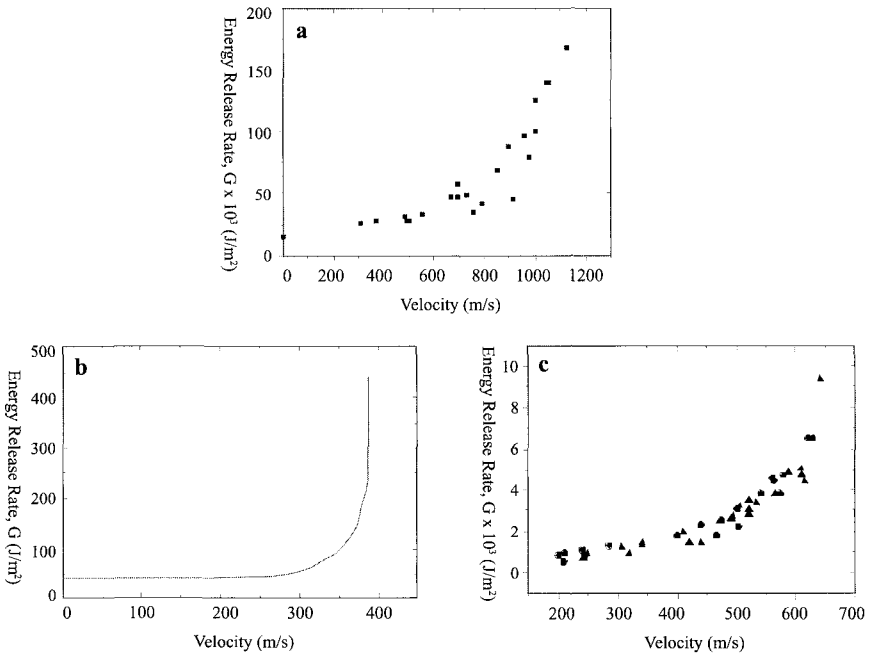 a
Energy Release Rate, G x 10³ (J/m²)
200
150
100
50
0
0 200 400 600 800 1000 1200
Velocity (m/s)
b
Energy Release Rate, G (J/m²)
500
400
300
200
100
0
0 100 200 300 400
Velocity (m/s)
c
Energy Release Rate, G x 10³ (J/m²)
10
8
6
4
2
0
200 300 400 500 600 700
Velocity (m/s)